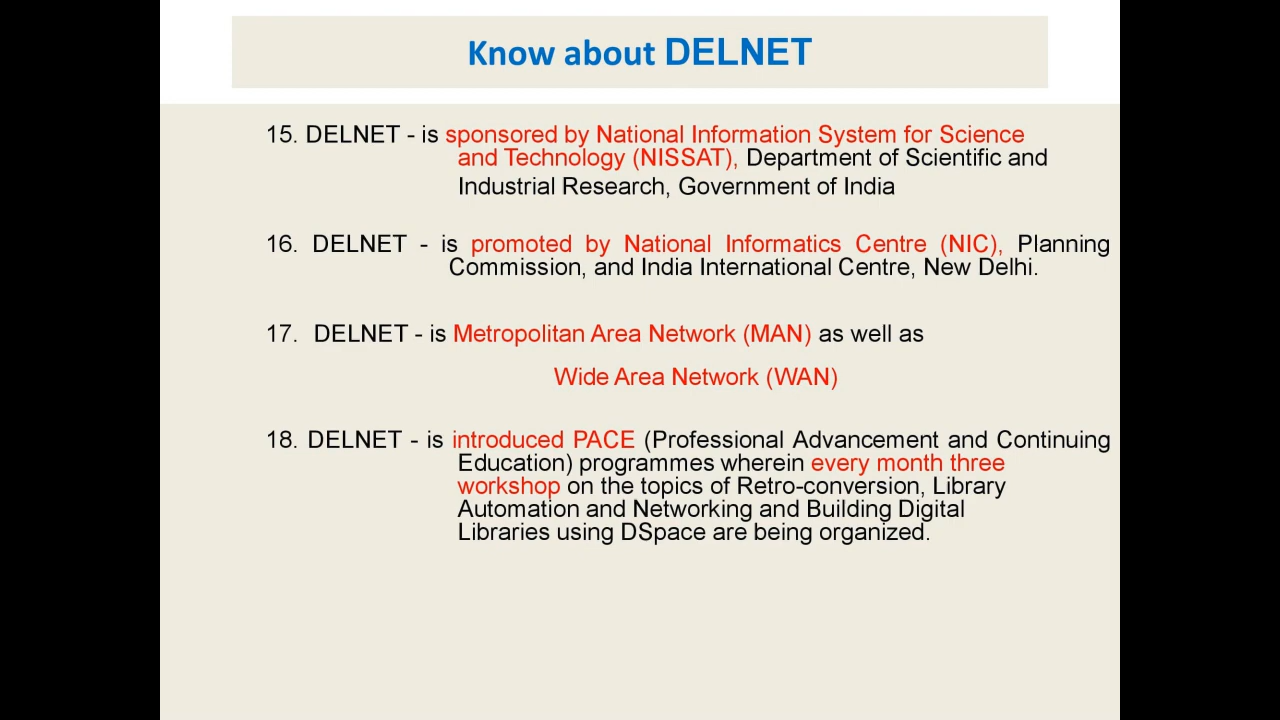 Know about DELNET
15. DELNET - is sponsored by National Information System for Science
and Technology (NISSAT), Department of Scientific and
Industrial Research, Government of India
16. DELNET - is promoted by National Informatics Centre (NIC), Planning
Commission, and India International Centre, New Delhi.
17. DELNET - is Metropolitan Area Network (MAN) as well as
Wide Area Network (WAN)
18. DELNET - is introduced PACE (Professional Advancement and Continuing
Education) programmes wherein every month three
workshop on the topics of Retro-conversion, Library
Automation and Networking and Building Digital
Libraries using DSpace are being organized.